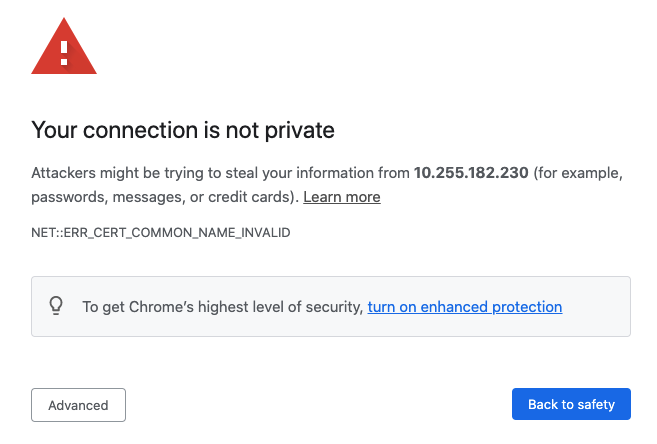 Your connection is not private
Attackers might be trying to steal your information from 10.255.182.230 (for example,
passwords, messages, or credit cards). Learn more
NET::ERR_CERT_COMMON_NAME_INVALID
To get Chrome’s highest level of security, turn on enhanced protection
Advanced
Back to safety